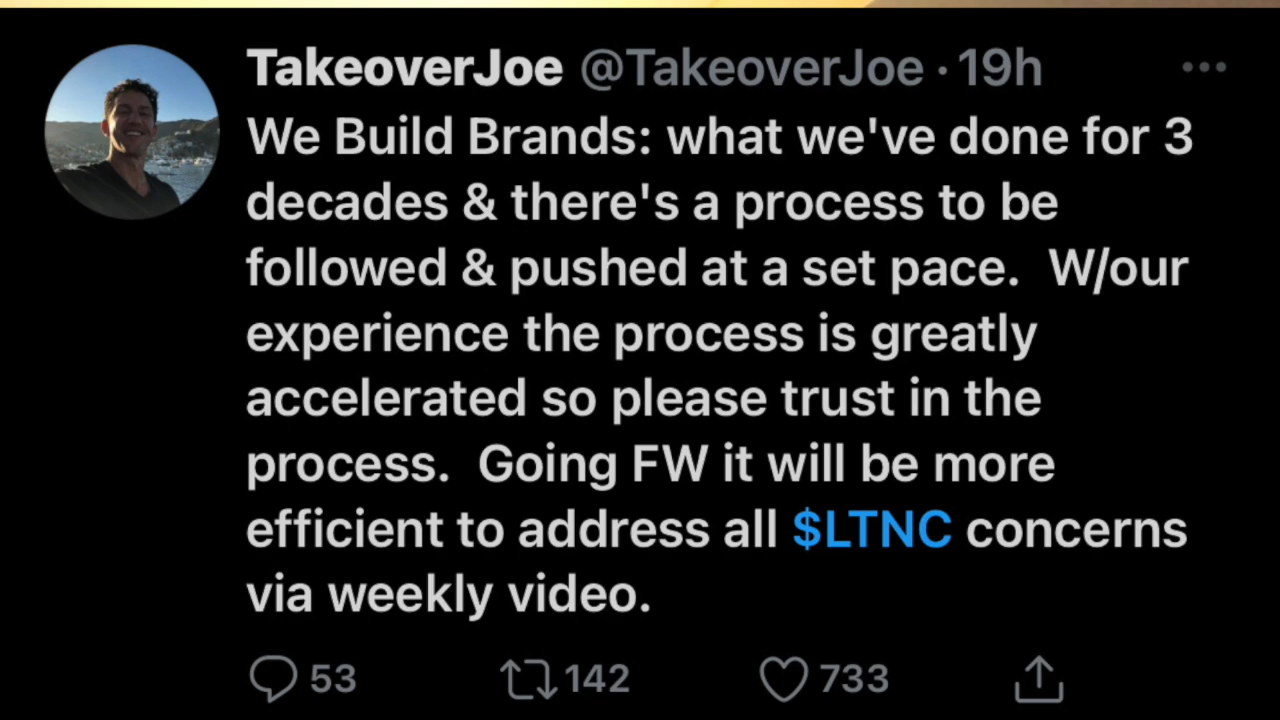 TakeoverJoe @TakeoverJoe · 19h
We Build Brands: what we've done for 3
decades & there's a process to be
followed & pushed at a set pace.  W/our
experience the process is greatly
accelerated so please trust in the
process.  Going FW it will be more
efficient to address all $LTNC concerns
via weekly video.
53 142 733